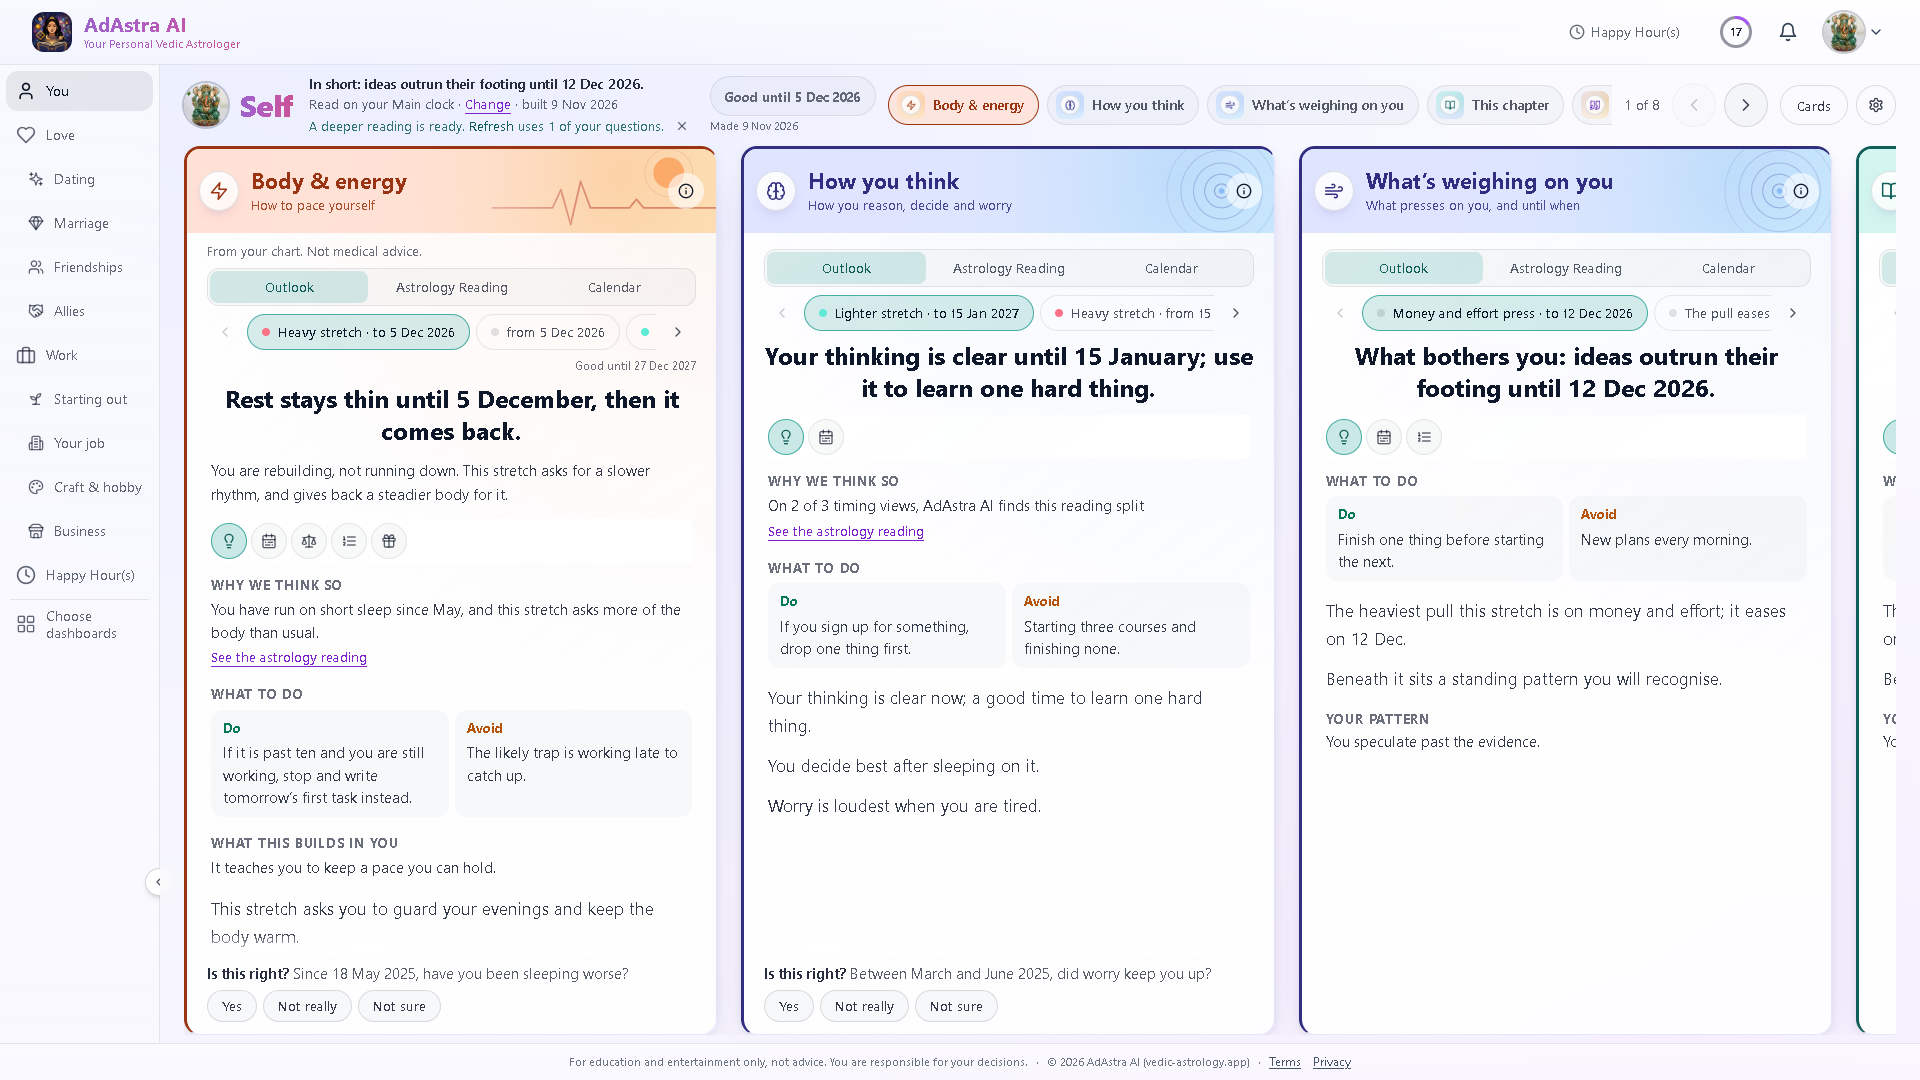 AdAstra AI
Your Personal Vedic Astrologer
Happy Hour(s)
17
You
Love
Dating
Marriage
Friendships
Allies
Work
Starting out
Your job
Craft & hobby
Business
Happy Hour(s)
Choose
dashboards
Self
In short: ideas outrun their footing until 12 Dec 2026.
Read on your Main clock · Change · built 9 Nov 2026
A deeper reading is ready. Refresh uses 1 of your questions.
Good until 5 Dec 2026
Made 9 Nov 2026
Body & energy
How you think
What's weighing on you
This chapter
1 of 8
Cards
Body & energy
How to pace yourself
From your chart. Not medical advice.
Outlook
Astrology Reading
Calendar
Heavy stretch · to 5 Dec 2026
from 5 Dec 2026
Good until 27 Dec 2027
Rest stays thin until 5 December, then it
comes back.
You are rebuilding, not running down. This stretch asks for a slower
rhythm, and gives back a steadier body for it.
WHY WE THINK SO
You have run on short sleep since May, and this stretch asks more of the
body than usual.
See the astrology reading
WHAT TO DO
Do
If it is past ten and you are still
working, stop and write
tomorrow's first task instead.
Avoid
The likely trap is working late to
catch up.
WHAT THIS BUILDS IN YOU
It teaches you to keep a pace you can hold.
This stretch asks you to guard your evenings and keep the
body warm.
Is this right? Since 18 May 2025, have you been sleeping worse?
Yes
Not really
Not sure
How you think
How you reason, decide and worry
Outlook
Astrology Reading
Calendar
Lighter stretch · to 15 Jan 2027
Heavy stretch · from 15
Your thinking is clear until 15 January; use
it to learn one hard thing.
WHY WE THINK SO
On 2 of 3 timing views, AdAstra AI finds this reading split
See the astrology reading
WHAT TO DO
Do
If you sign up for something,
drop one thing first.
Avoid
Starting three courses and
finishing none.
Your thinking is clear now; a good time to learn one hard
thing.
You decide best after sleeping on it.
Worry is loudest when you are tired.
Is this right? Between March and June 2025, did worry keep you up?
Yes
Not really
Not sure
What's weighing on you
What presses on you, and until when
Outlook
Astrology Reading
Calendar
Money and effort press · to 12 Dec 2026
The pull eases
What bothers you: ideas outrun their
footing until 12 Dec 2026.
WHAT TO DO
Do
Finish one thing before starting
the next.
Avoid
New plans every morning.
The heaviest pull this stretch is on money and effort; it eases
on 12 Dec.
Beneath it sits a standing pattern you will recognise.
YOUR PATTERN
You speculate past the evidence.
For education and entertainment only, not advice. You are responsible for your decisions. · © 2026 AdAstra AI (vedic-astrology.app) · Terms Privacy